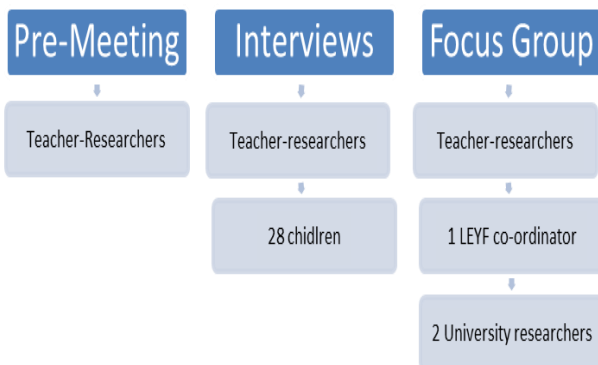 Pre-Meeting
Teacher-Researchers
Interviews
Teacher-researchers
28 chidlren
Focus Group
Teacher-researchers
1 LEYF co-ordinator
2 University researchers